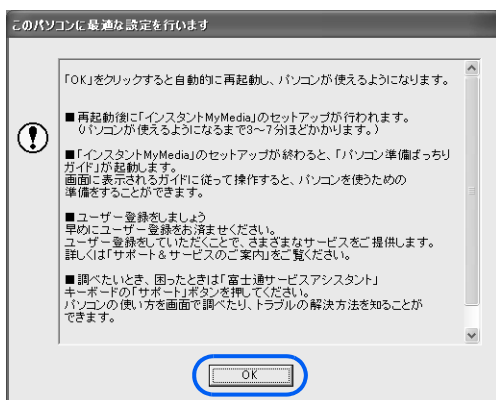 このパソコンに最適な設定を行います
「OK」をクリックすると自動的に再起動し、パソコンが使えるようになります。
■再起動後に「インスタントMyMedia」のセットアップが行われます。
(パソコンが使えるようになるまで3～7分ほどかかります。)
■「インスタントMyMedia」のセットアップが終わると、「パソコン準備ばっちり
ガイド」が起動します。
画面に表示されるガイドに従って操作すると、パソコンを使うための
準備をすることができます。
■ユーザー登録をしましょう
早めにユーザー登録をお済ませください。
ユーザー登録をしていただくことで、さまざまなサービスをご提供します。
詳しくは「サポート＆サービスのご案内」をご覧ください。
■調べたいとき、困ったときは「富士通サービスアシスタント」
キーボードの「サポート」ボタンを押してください。
パソコンの使い方を画面で調べたり、トラブルの解決方法を知ることが
できます。
OK